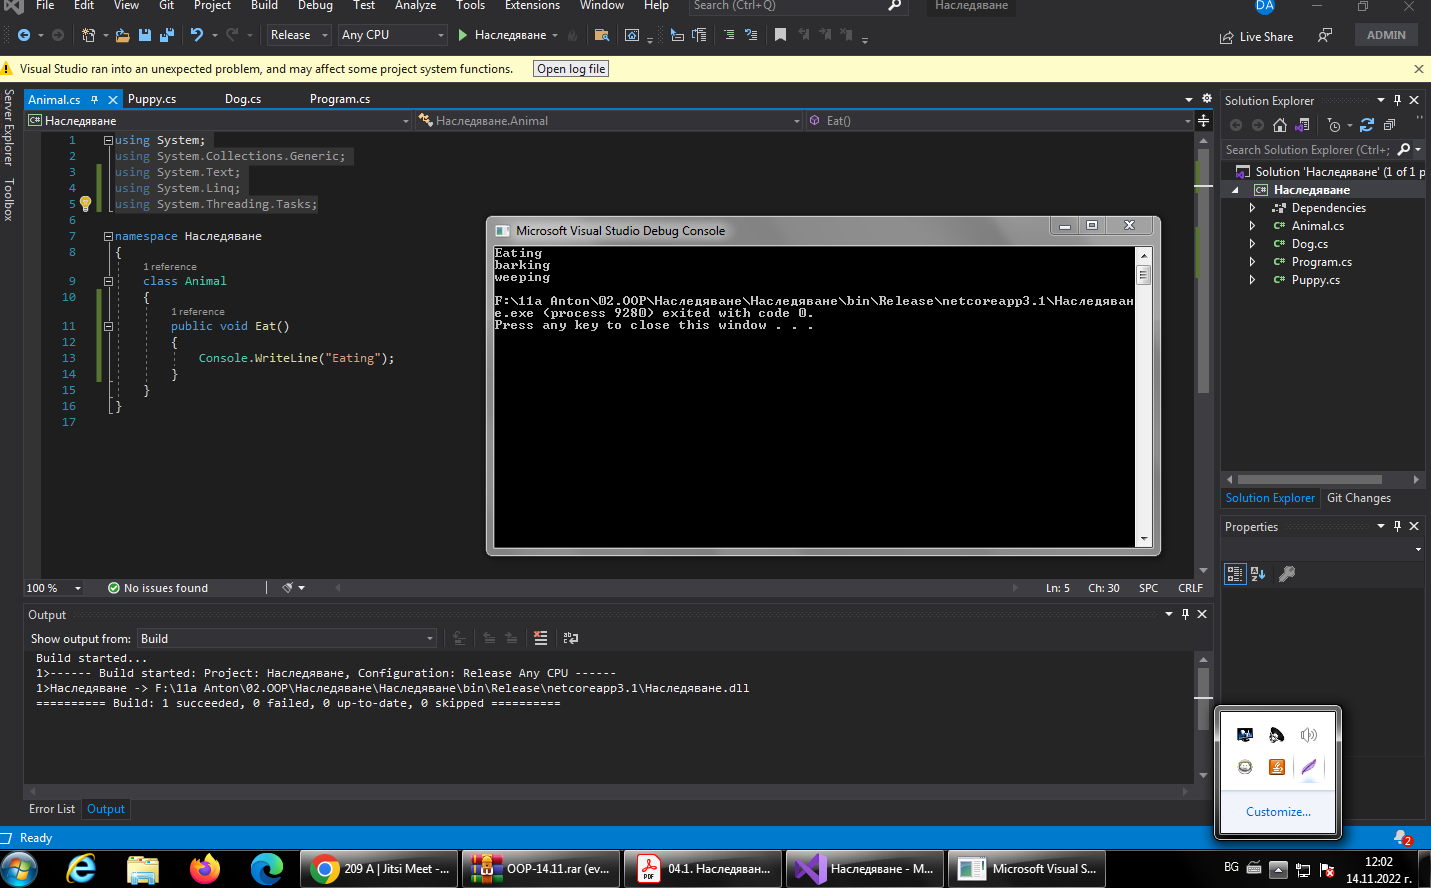 File Edit View Git Project Build Debug Test Analyze Tools Extensions Window Help Search (Ctrl+Q) Наследяване DA
Release Any CPU Наследяване Live Share ADMIN
Visual Studio ran into an unexpected problem, and may affect some project system functions. Open log file
Server Explorer
Toolbox
Animal.cs Puppy.cs Dog.cs Program.cs
Наследяване Наследяване.Animal Eat()
1 using System;
2 using System.Collections.Generic;
3 using System.Text;
4 using System.Linq;
5 using System.Threading.Tasks;
6
7 namespace Наследяване
8 {
1 reference
9 class Animal
10 {
1 reference
11 public void Eat()
12 {
13 Console.WriteLine("Eating");
14 }
15 }
16 }
17
100 % No issues found Ln: 5 Ch: 30 SPC CRLF
Microsoft Visual Studio Debug Console
Eating
barking
weeping
F:\11a Anton\02.OOP\Наследяване\Наследяване\bin\Release\netcoreapp3.1\Наследяван
е.exe (process 9280) exited with code 0.
Press any key to close this window . . .
Solution Explorer
Search Solution Explorer (Ctrl+;
Solution 'Наследяване' (1 of 1 p
Наследяване
Dependencies
Animal.cs
Dog.cs
Program.cs
Puppy.cs
Solution Explorer Git Changes
Properties
Output
Show output from: Build
Build started...
1>------ Build started: Project: Наследяване, Configuration: Release Any CPU ------
1>Наследяване -> F:\11a Anton\02.OOP\Наследяване\Наследяване\bin\Release\netcoreapp3.1\Наследяване.dll
========== Build: 1 succeeded, 0 failed, 0 up-to-date, 0 skipped ==========
Error List Output
Customize...
Ready 2
209 A | Jitsi Meet -... OOP-14.11.rar (ev... PDF 04.1. Наследяван... Наследяване - M... Microsoft Visual S... BG 12:02
14.11.2022 г.